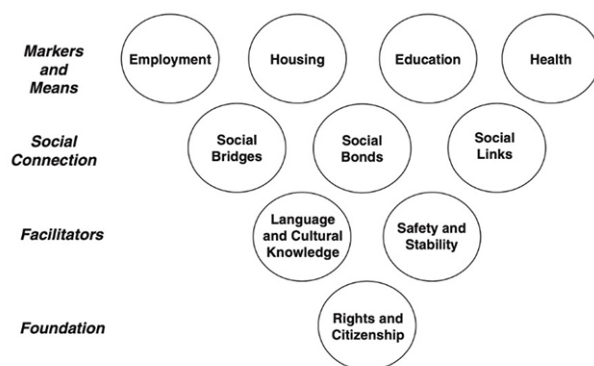 Markers
and
Means
Employment
Housing
Education
Health
Social
Connection
Social
Bridges
Social
Bonds
Social
Links
Facilitators
Language
and Cultural
Knowledge
Safety and
Stability
Foundation
Rights and
Citizenship